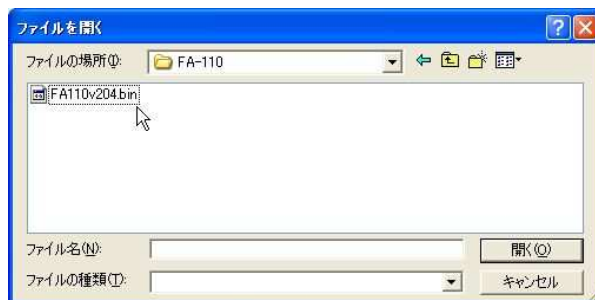 ファイルを開く
ファイルの場所(I): FA-110
FA110v204.bin
ファイル名(N): 開く(O)
ファイルの種類(T): キャンセル